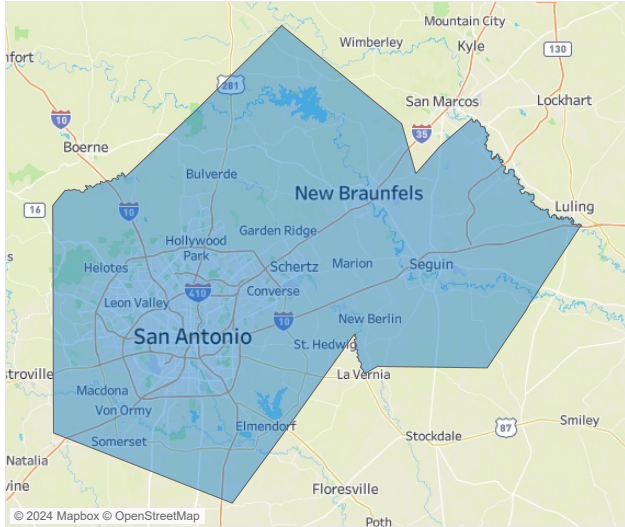 Mountain City
Wimberley
Kyle
130
nfort
281
San Marcos
Lockhart
10
35
Boerne
Bulverde
New Braunfels
Luling
16
10
Garden Ridge
Hollywood
Park
s
Helotes
Schertz
Marion
Seguin
Leon Valley
410
Converse
10
New Berlin
San Antonio
St. Hedwig
stroville
La Vernia
Macdona
Von Ormy
Smiley
Elmendorf
87
Somerset
Stockdale
Natalia
vine
Floresville
© 2024 Mapbox © OpenStreetMap
Poth